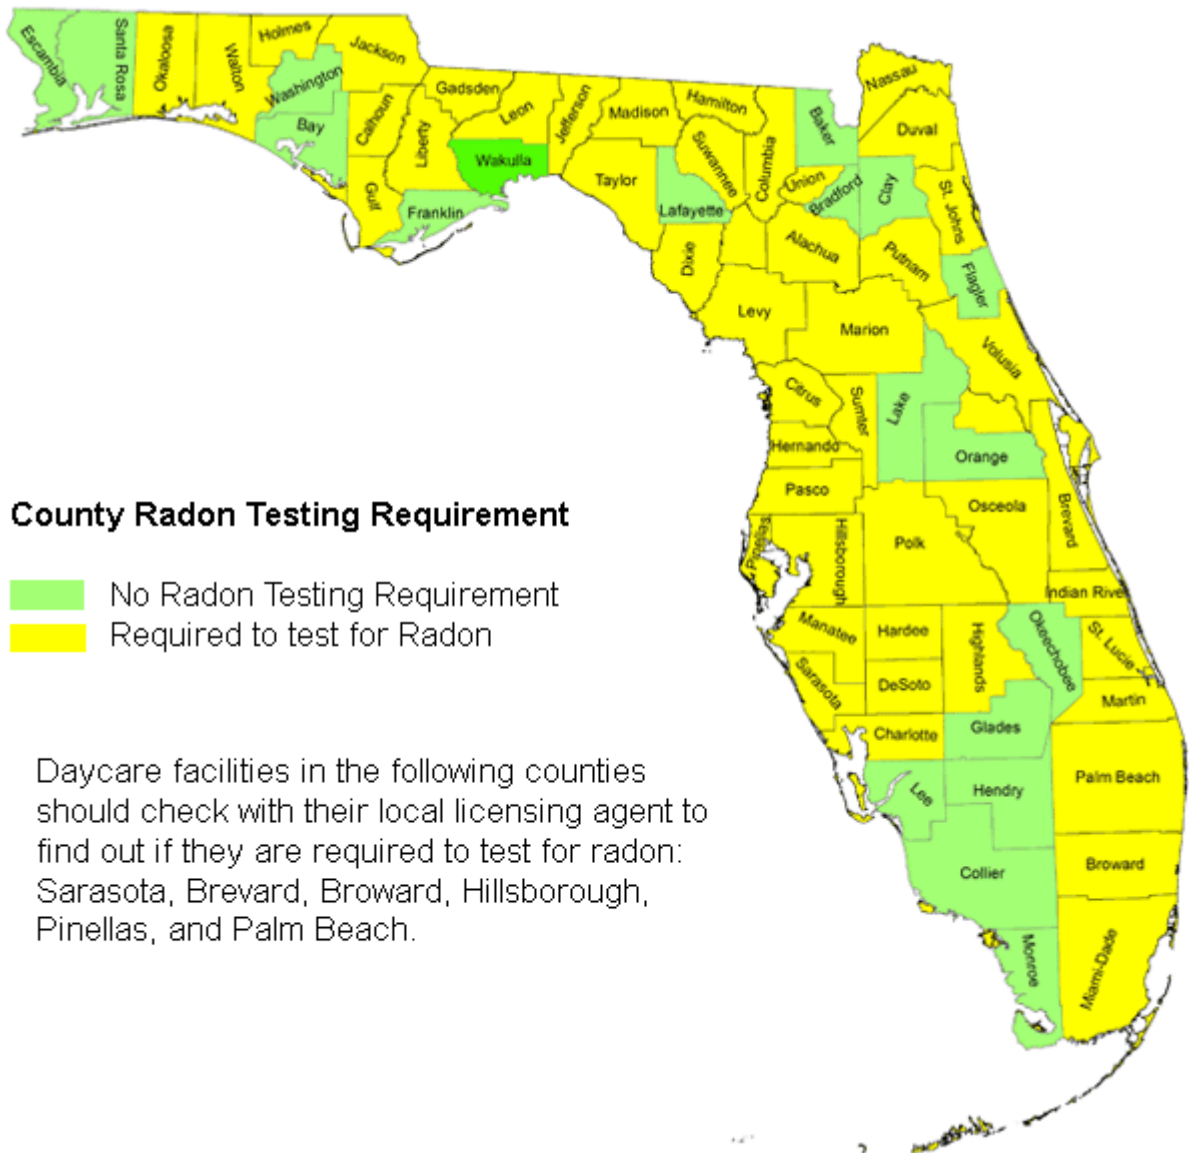 Escambia
Santa Rosa
Okaloosa
Walton
Holmes
Jackson
Washington
Bay
Calhoun
Gulf
Liberty
Gadsden
Leon
Wakulla
Franklin
Jefferson
Madison
Taylor
Hamilton
Suwannee
Lafayette
Dixie
Columbia
Baker
Union
Bradford
Nassau
Duval
Clay
St. Johns
Alachua
Putnam
Flagler
Levy
Marion
Volusia
Citrus
Sumter
Lake
Hernando
Orange
Pasco
Osceola
Brevard
Pinellas
Hillsborough
Polk
Indian River
Manatee
Hardee
Highlands
Okeechobee
St. Lucie
Sarasota
DeSoto
Martin
Charlotte
Glades
Lee
Hendry
Palm Beach
Collier
Broward
Monroe
Miami-Dade
County Radon Testing Requirement
No Radon Testing Requirement
Required to test for Radon
Daycare facilities in the following counties
should check with their local licensing agent to
find out if they are required to test for radon:
Sarasota, Brevard, Broward, Hillsborough,
Pinellas, and Palm Beach.